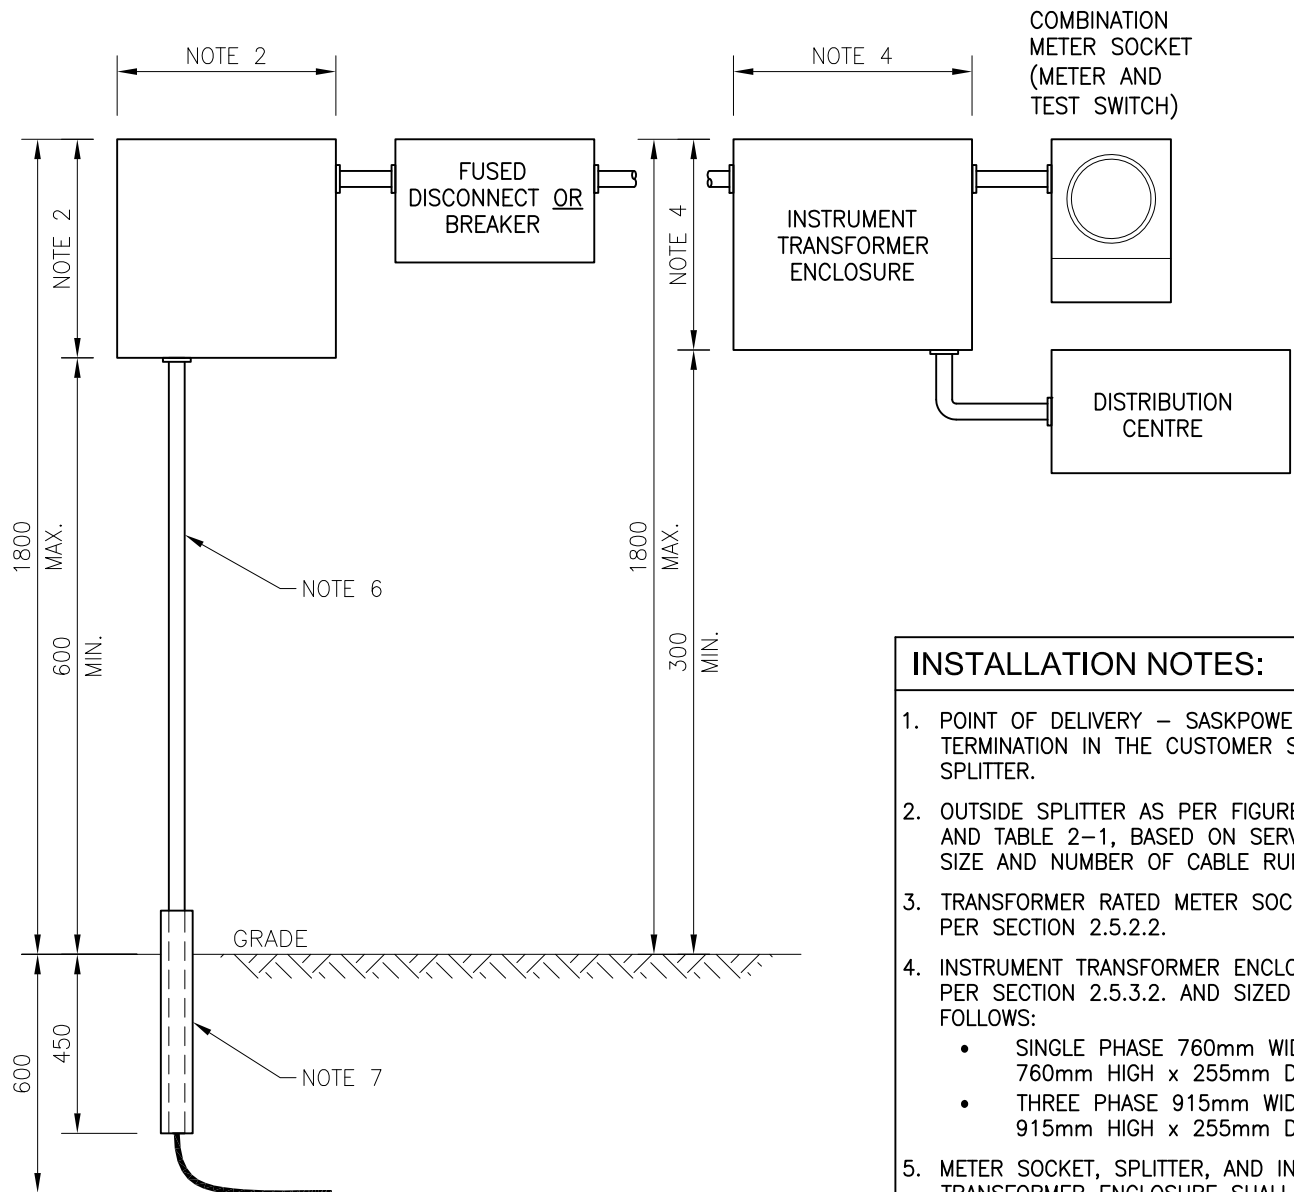 COMBINATION
METER SOCKET
(METER AND
TEST SWITCH)
NOTE 2
NOTE 4
NOTE 2
FUSED
DISCONNECT OR
BREAKER
NOTE 4
INSTRUMENT
TRANSFORMER
ENCLOSURE
DISTRIBUTION
CENTRE
1800
MAX.
600
MIN.
NOTE 6
1800
MAX.
300
MIN.
GRADE
600
450
NOTE 7
INSTALLATION NOTES:
1. POINT OF DELIVERY – SASKPOWE
TERMINATION IN THE CUSTOMER S
SPLITTER.
2. OUTSIDE SPLITTER AS PER FIGURE
AND TABLE 2–1, BASED ON SERV
SIZE AND NUMBER OF CABLE RU
3. TRANSFORMER RATED METER SOC
PER SECTION 2.5.2.2.
4. INSTRUMENT TRANSFORMER ENCLO
PER SECTION 2.5.3.2. AND SIZED
FOLLOWS:
• SINGLE PHASE 760mm WID
760mm HIGH x 255mm D
• THREE PHASE 915mm WID
915mm HIGH x 255mm D
5. METER SOCKET, SPLITTER, AND IN
TRANSFORMER ENCLOSURE SHALL